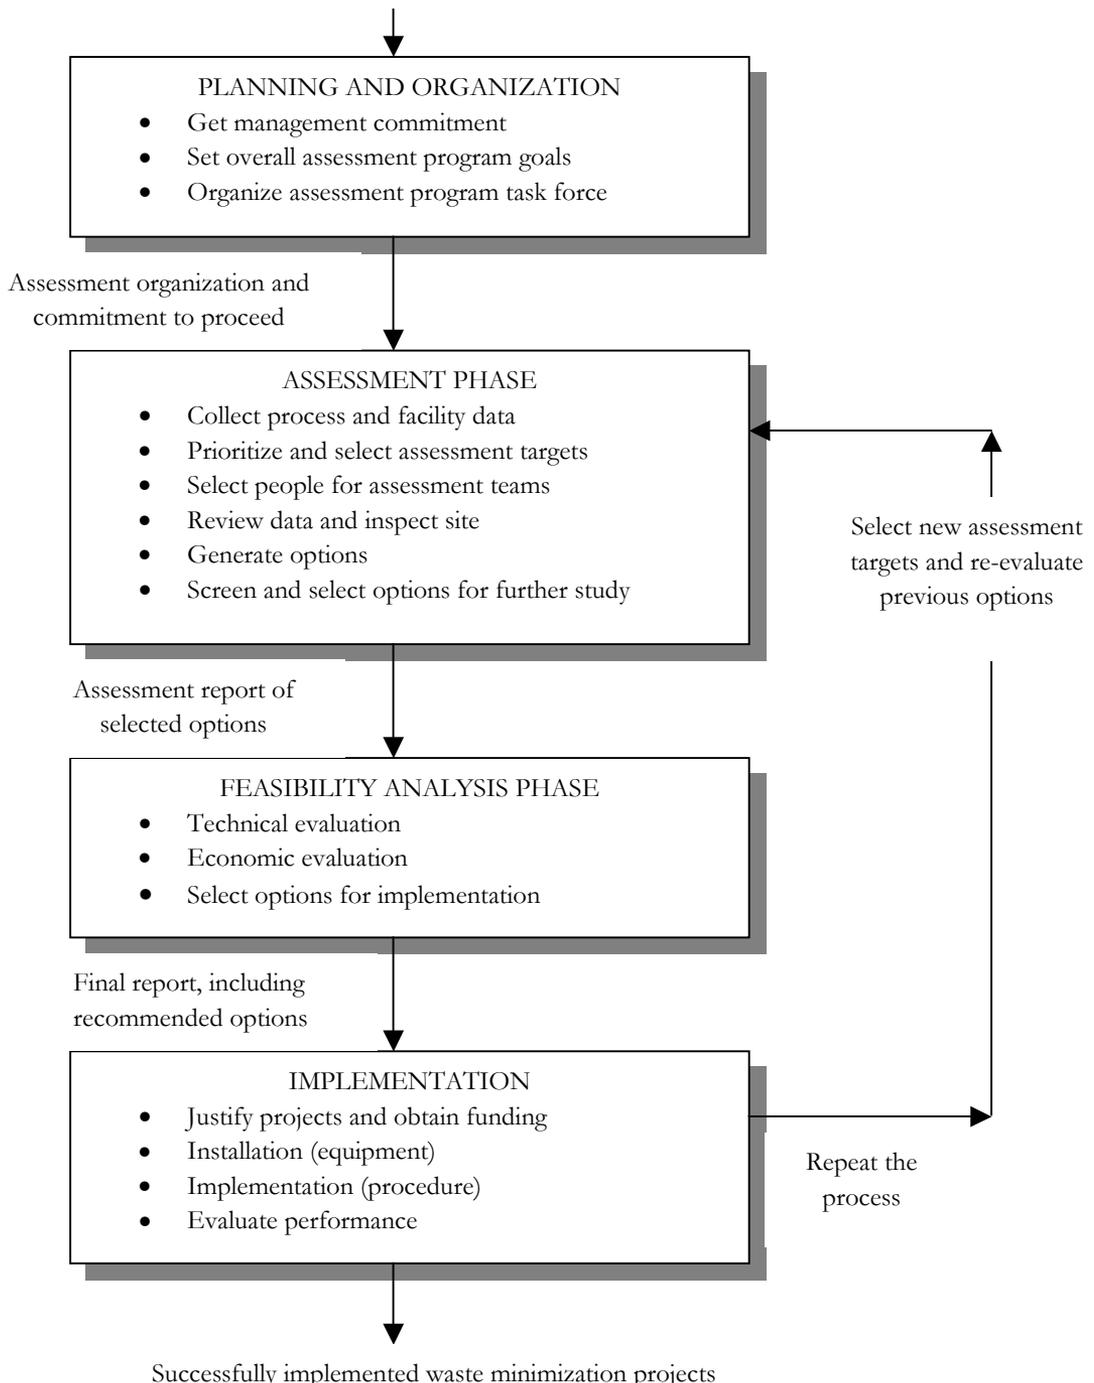 PLANNING AND ORGANIZATION
• Get management commitment
• Set overall assessment program goals
• Organize assessment program task force
Assessment organization and
commitment to proceed
ASSESSMENT PHASE
• Collect process and facility data
• Prioritize and select assessment targets
• Select people for assessment teams
• Review data and inspect site
• Generate options
• Screen and select options for further study
Select new assessment
targets and re-evaluate
previous options
Assessment report of
selected options
FEASIBILITY ANALYSIS PHASE
• Technical evaluation
• Economic evaluation
• Select options for implementation
Final report, including
recommended options
IMPLEMENTATION
• Justify projects and obtain funding
• Installation (equipment)
• Implementation (procedure)
• Evaluate performance
Repeat the
process
Successfully implemented waste minimization projects